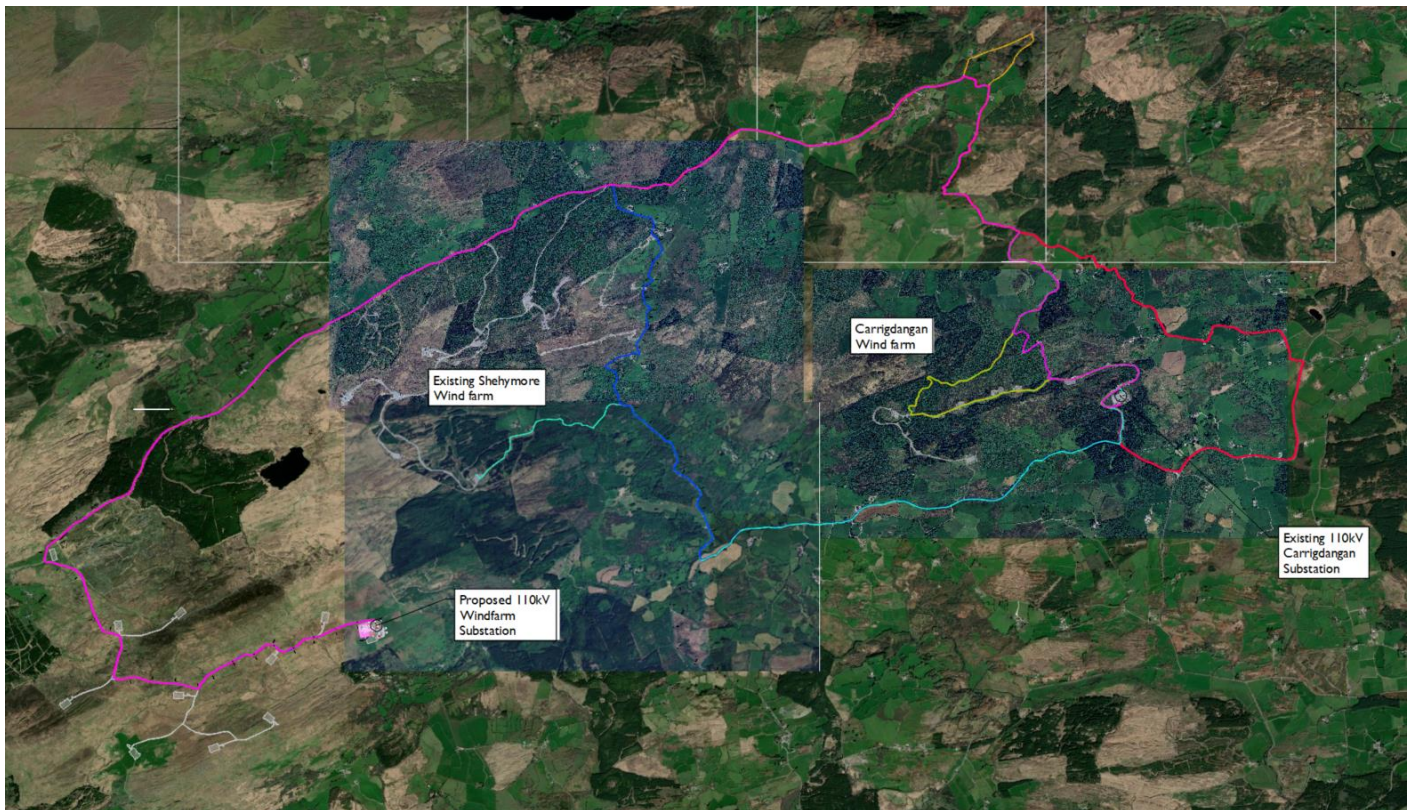 Carrigdangan
Wind farm
Existing Shehymore
Wind farm
Existing 110kV
Carrigdangan
Substation
Proposed 110kV
Windfarm
Substation